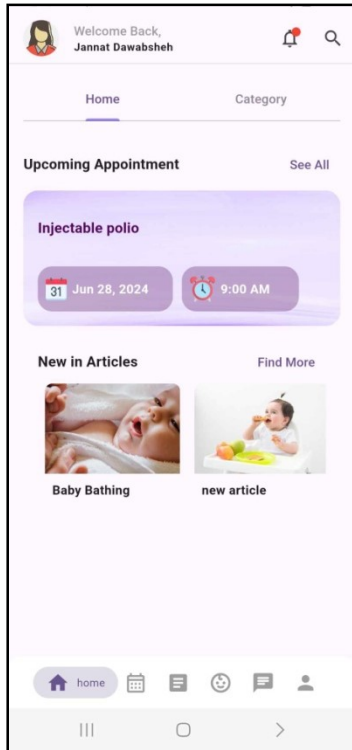 Welcome Back,
Jannat Dawabsheh
Home Category
Upcoming Appointment See All
Injectable polio
31 Jun 28, 2024 9:00 AM
New in Articles Find More
Baby Bathing new article
home